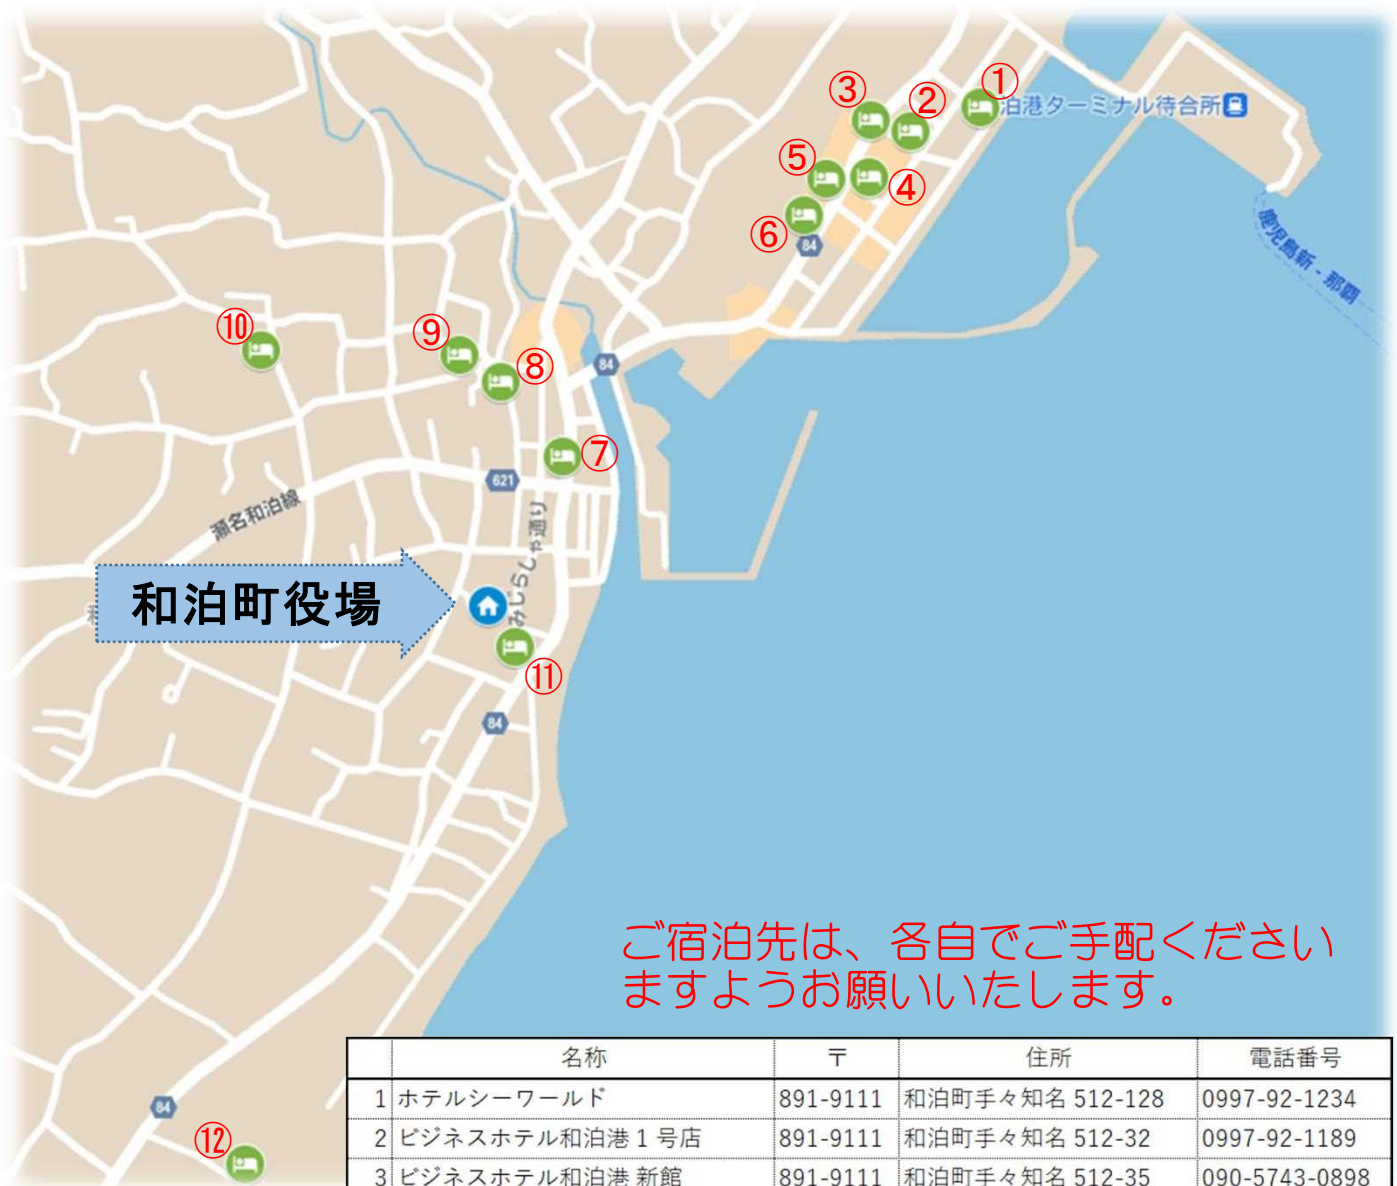 ①
泊港ターミナル待合所
②
③
④
⑤
⑥
84
鹿児島新 - 那覇
⑩
⑨
⑧
84
⑦
621
瀬名和泊線
みじらしゃ通り
和泊町役場
⑪
84
ご宿泊先は、各自でご手配ください
ますようお願いいたします。
84
⑫
名称 〒 住所 電話番号
1 ホテルシーワールド 891-9111 和泊町手々知名 512-128 0997-92-1234
2 ビジネスホテル和泊港 1 号店 891-9111 和泊町手々知名 512-32 0997-92-1189
3 ビジネスホテル和泊港 新館 891-9111 和泊町手々知名 512-35 090-5743-0898